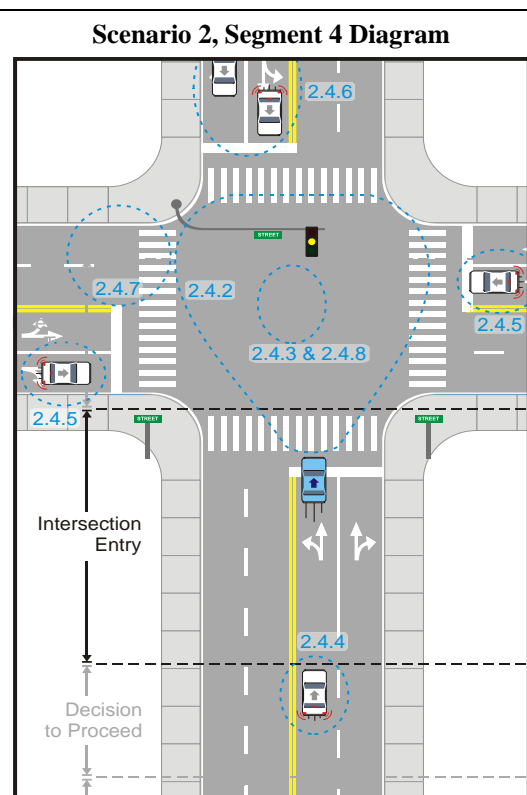 Scenario 2, Segment 4 Diagram
2.4.6
STREET
2.4.7
2.4.2
2.4.5
2.4.3 & 2.4.8
2.4.5
STREET
STREET
Intersection
Entry
2.4.4
Decision
to Proceed